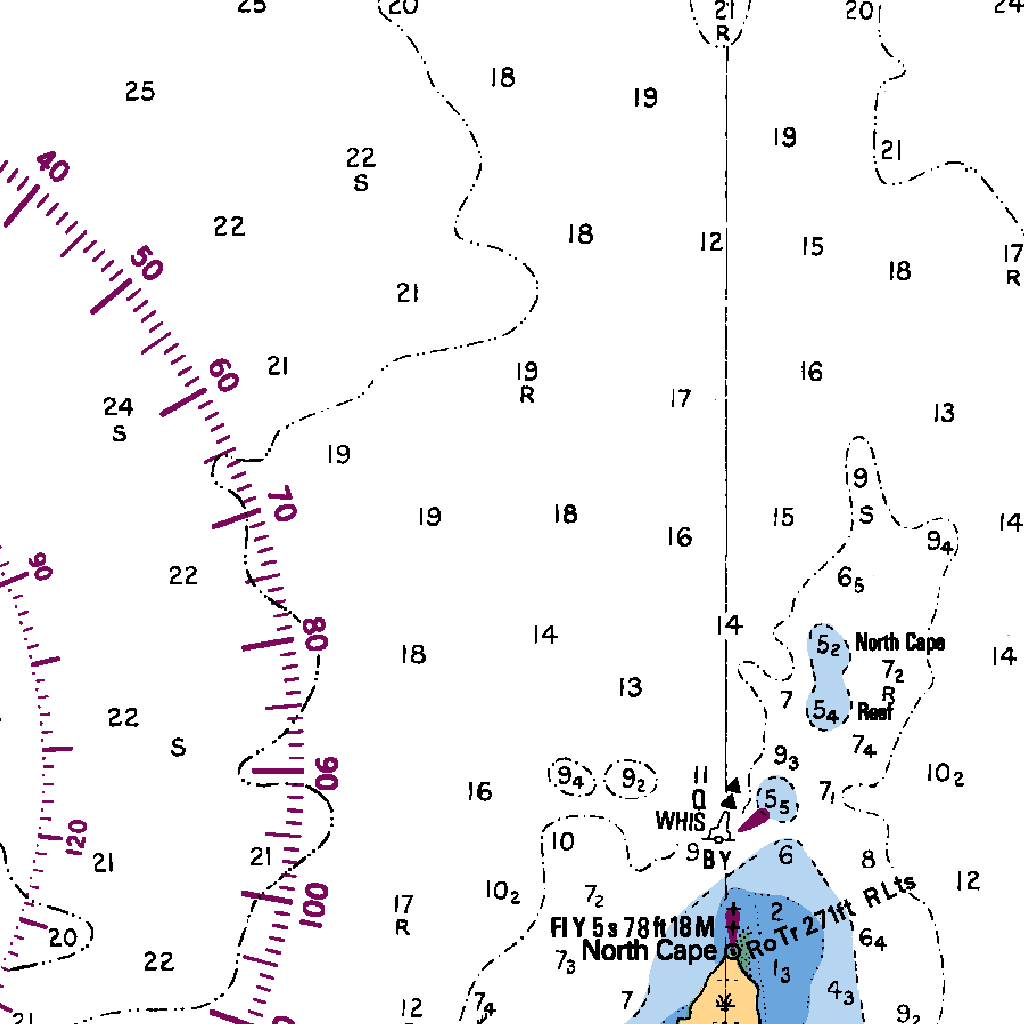 25 20 21 20 24
R
18
25 19
19
22 21
S
40
22 18 12 15
17
R
50 18
21
21 19 16
R
60 17
24 13
S
19
9
70 19 18 15 S 14
16
9₄
90 22 6₅
80 14 14
18 5₂ North Cape
7₂ 14
13 7 R
22 5₄ Reef
S 7₄
9₃
90 9₄ 9₂ 11 10₂
16 Q 5₅ 7₁
WHIS
120 10 9 BY 6 8
21 21
12
100 10₂ 7₂
17 2
R Fl Y 5s 78ft 18M
RoTr 271ft R Lts
20 North Cape 6₄
22 7₃ 1₃
7 4₃
12 7₄ 9₂
R
21